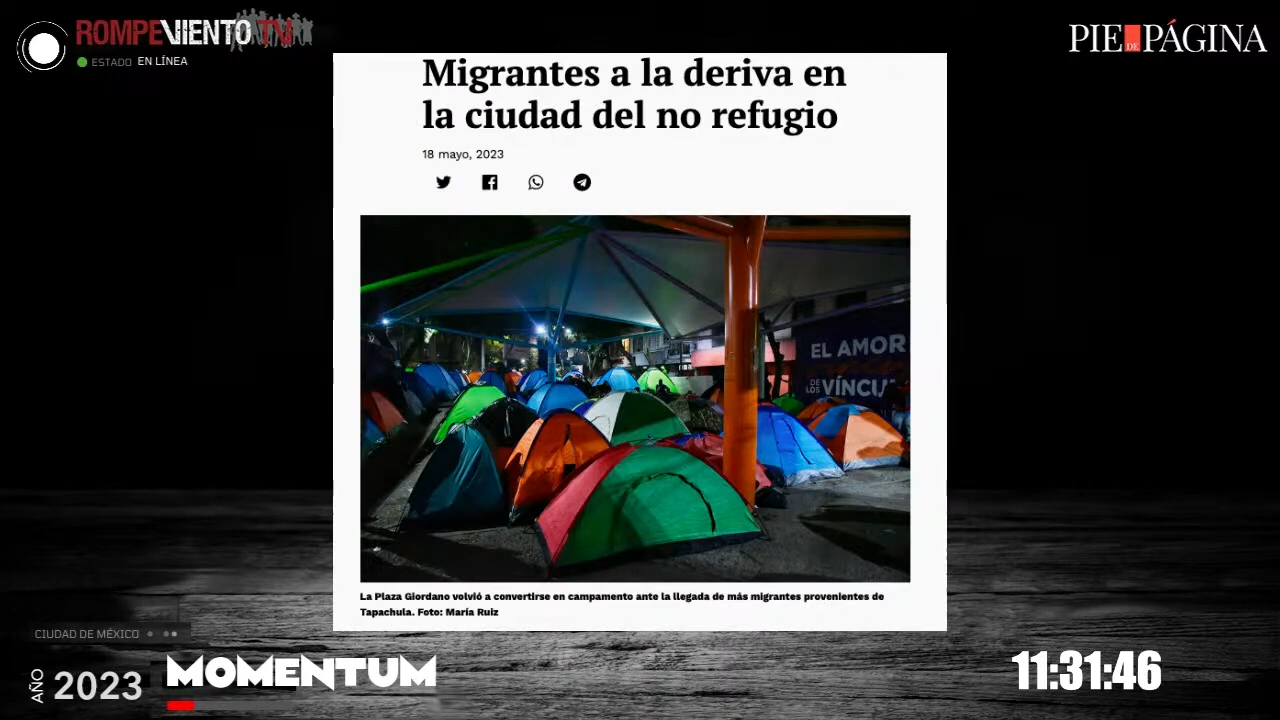 ROMPEVIENTO TV
ESTADO EN LÍNEA
PIE DE PÁGINA
Migrantes a la deriva en
la ciudad del no refugio
18 mayo, 2023
EL AMOR
DE LOS VÍNCU
La Plaza Giordano volvió a convertirse en campamento ante la llegada de más migrantes provenientes de
Tapachula. Foto: María Ruiz
CIUDAD DE MÉXICO
AÑO 2023
MOMENTUM
11:31:46